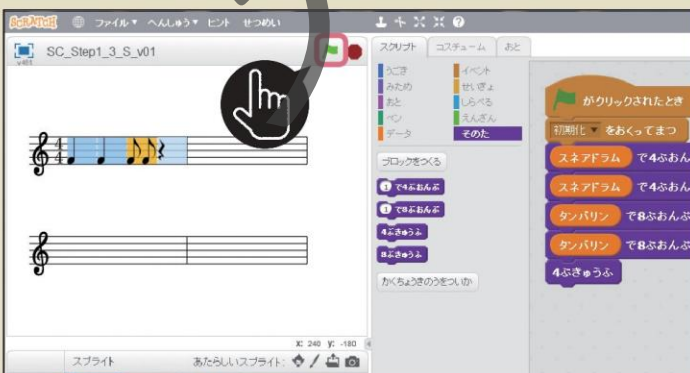 SCRATCH ファイル▼ へんしゅう▼ ヒント せつめい
SC_Step1_3_S_v01
v461
スクリプト コスチューム おと
うごき イベント
みため せいぎょ
おと しらべる
ペン えんざん
データ そのた
ブロックをつくる
1 で4ぶおんぷ
1 で8ぶおんぷ
4ぶきゅうふ
8ぶきゅうふ
かくちょうきのうをついか
がクリックされたとき
初期化▼ をおくってまつ
スネアドラム で4ぶおん
スネアドラム で4ぶおん
タンバリン で8ぶおんぷ
タンバリン で8ぶおんぷ
4ぶきゅうふ
4
4
X: 240 y: -180
スプライト あたらしいスプライト: